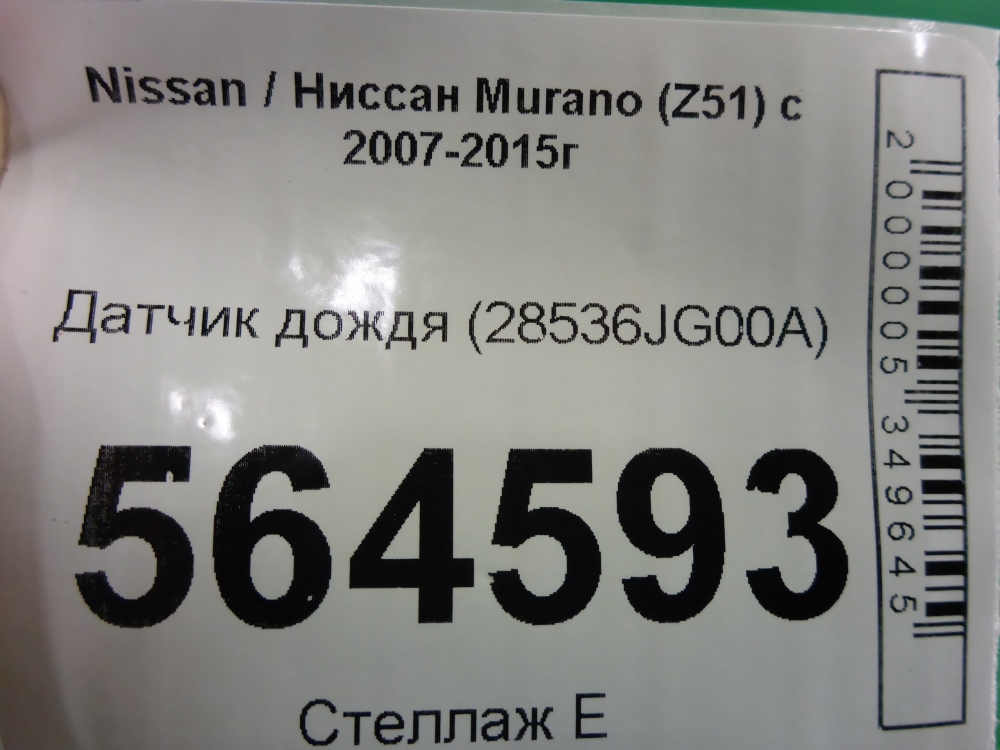 Nissan / Ниссан Murano (Z51) с
2007-2015г
Датчик дождя (28536JG00A)
564593
Стеллаж Е
2000005349645